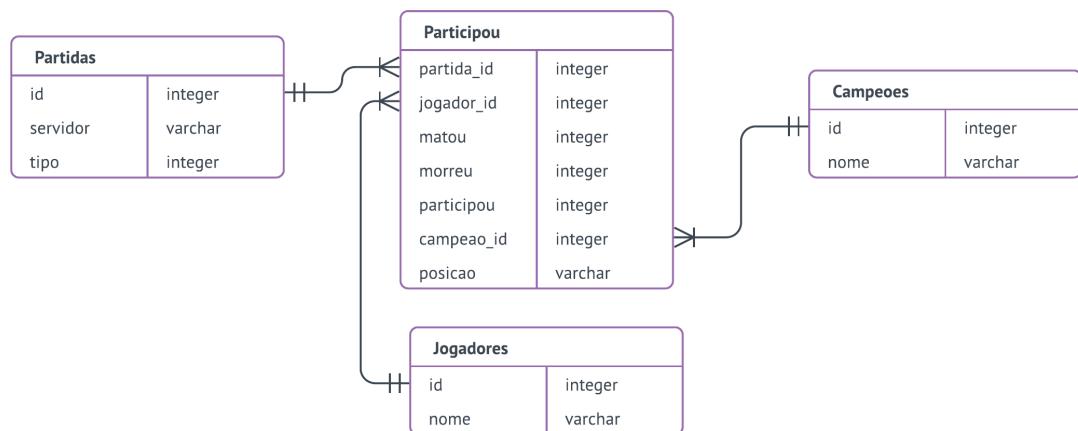 Partidas
id integer
servidor varchar
tipo integer
Participou
partida_id integer
jogador_id integer
matou integer
morreu integer
participou integer
campeao_id integer
posicao varchar
Campeoes
id integer
nome varchar
Jogadores
id integer
nome varchar